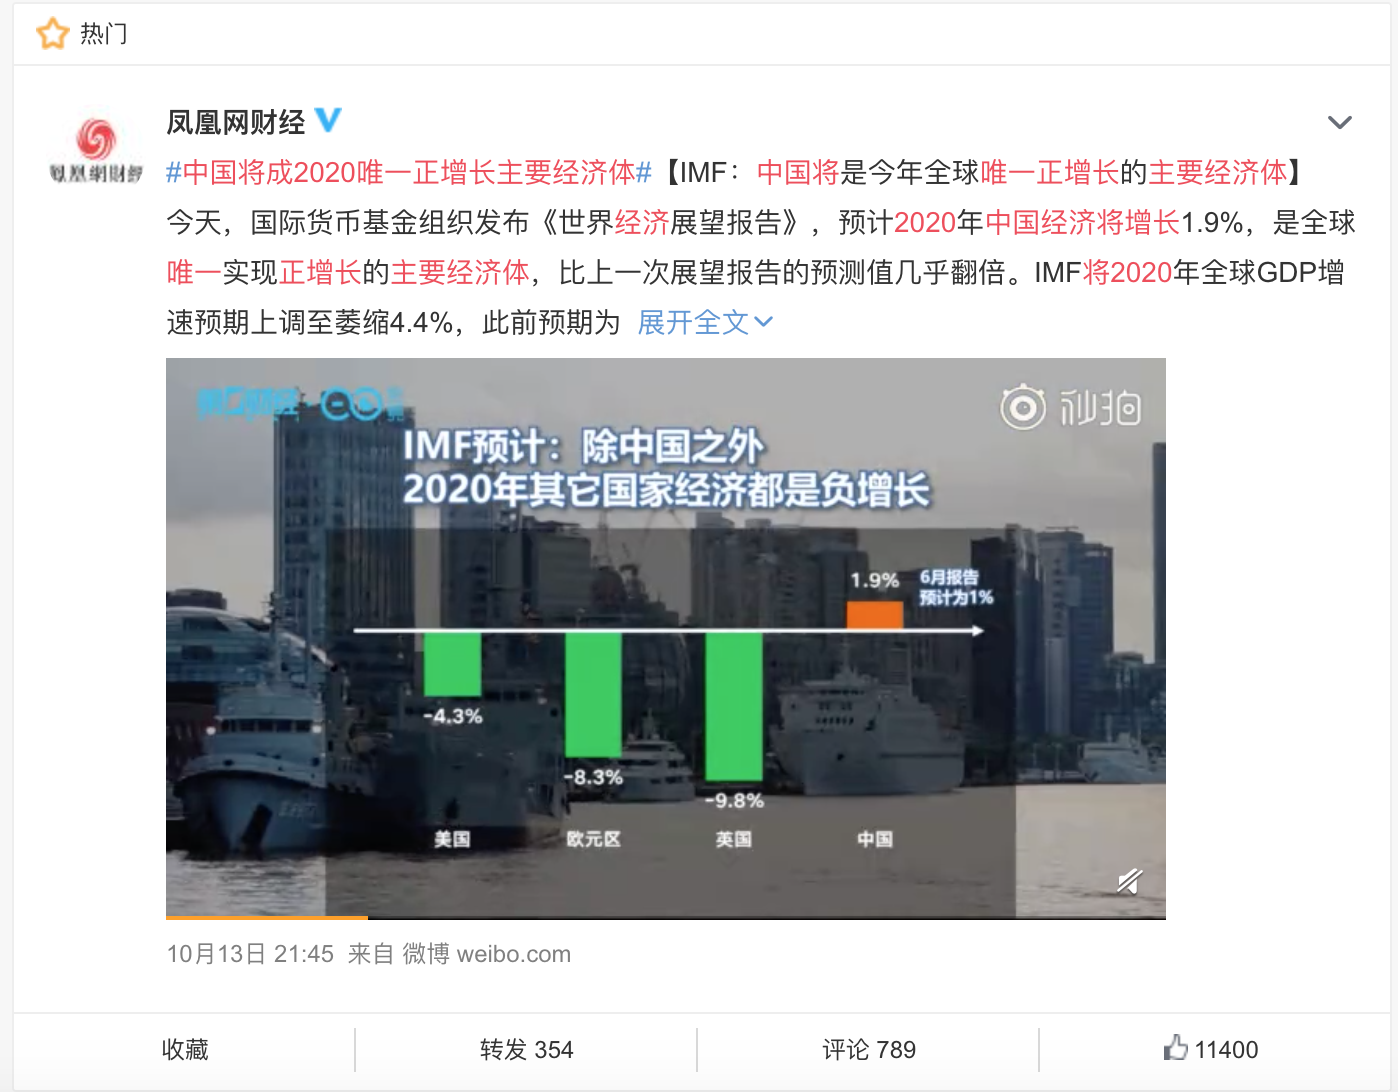 热门
凤凰网财经
鳳凰網財經
#中国将成2020唯一正增长主要经济体#【IMF：中国将是今年全球唯一正增长的主要经济体】
今天，国际货币基金组织发布《世界经济展望报告》，预计2020年中国经济将增长1.9%，是全球
唯一实现正增长的主要经济体，比上一次展望报告的预测值几乎翻倍。IMF将2020年全球GDP增
速预期上调至萎缩4.4%，此前预期为 展开全文
秒拍
IMF预计：除中国之外
2020年其它国家经济都是负增长
1.9%
6月报告
预计为1%
-4.3%
-8.3%
-9.8%
美国 欧元区 英国 中国
10月13日 21:45 来自 微博 weibo.com
收藏 转发 354 评论 789 11400